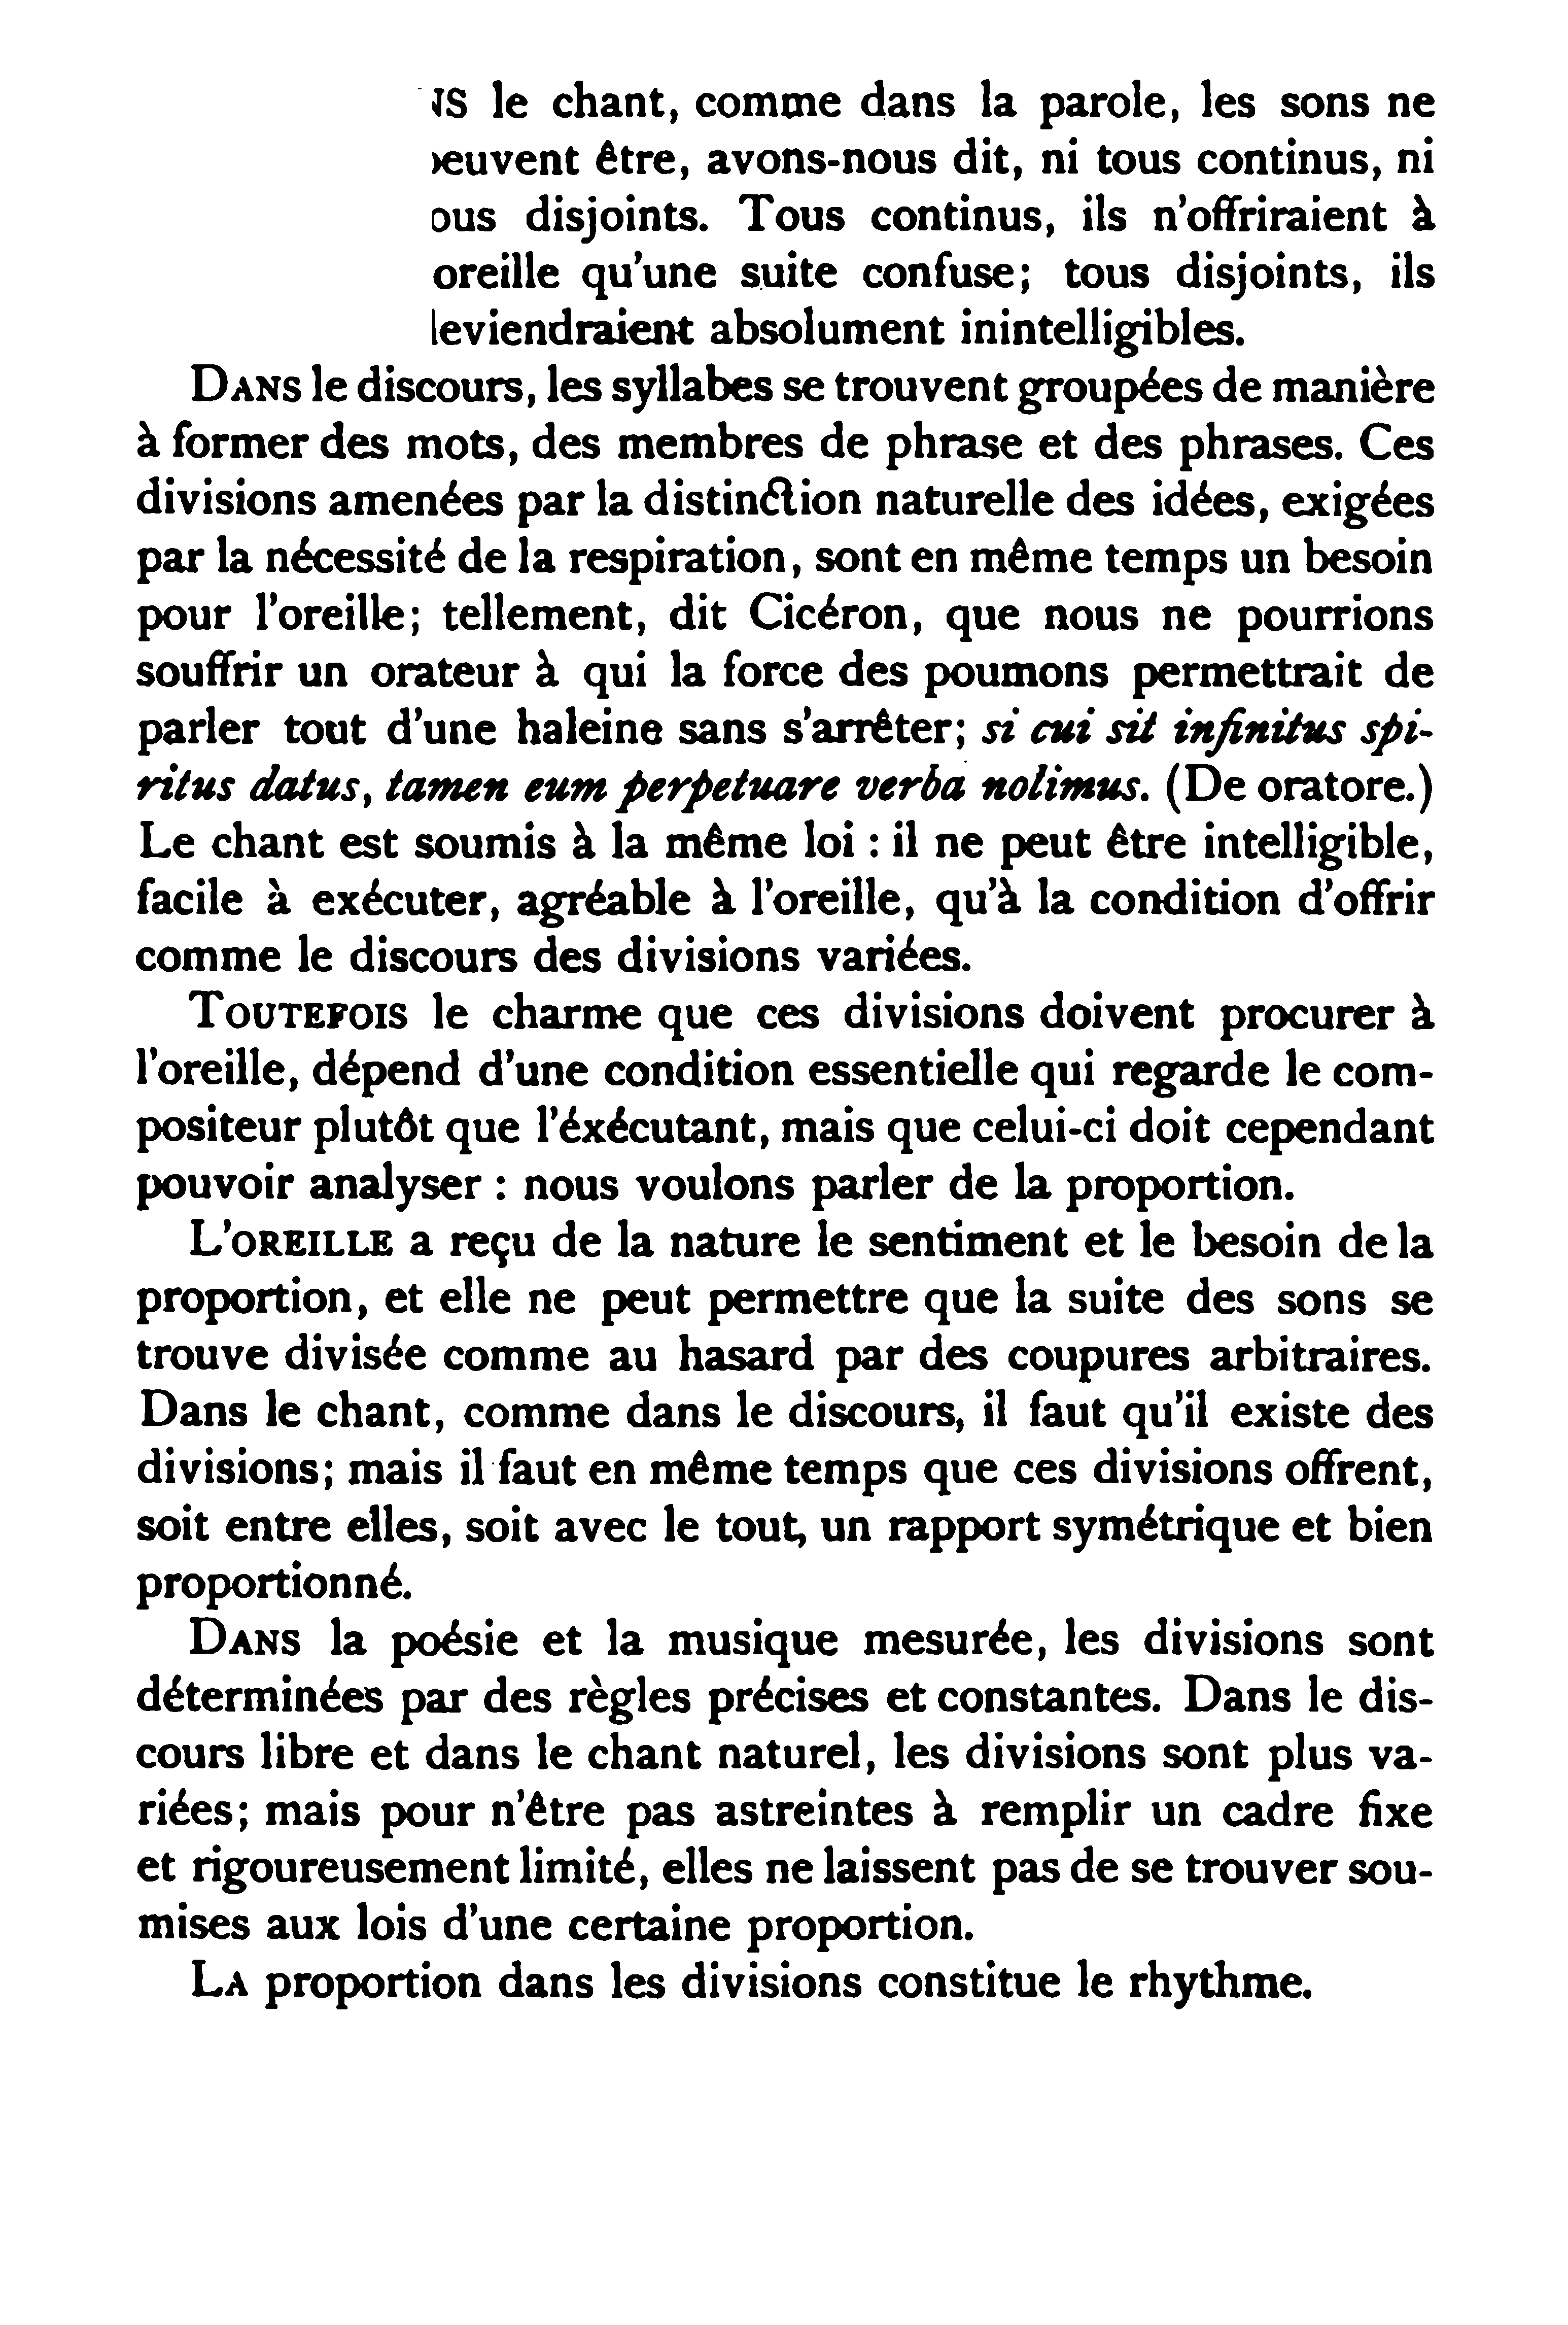 NS le chant, comme dans la parole, les sons ne
peuvent être, avons-nous dit, ni tous continus, ni
ous disjoints. Tous continus, ils n'offriraient à
oreille qu'une suite confuse; tous disjoints, ils
leviendraient absolument inintelligibles.
DANS le discours, les syllabes se trouvent groupées de manière
à former des mots, des membres de phrase et des phrases. Ces
divisions amenées par la distinction naturelle des idées, exigées
par la nécessité de la respiration, sont en même temps un besoin
pour l'oreille; tellement, dit Cicéron, que nous ne pourrions
souffrir un orateur à qui la force des poumons permettrait de
parler tout d'une haleine sans s'arrêter; si cui sit infinitus spi-
ritus datus, tamen eum perpetuare verba nolimus. (De oratore.)
Le chant est soumis à la même loi : il ne peut être intelligible,
facile à exécuter, agréable à l'oreille, qu'à la condition d'offrir
comme le discours des divisions variées.
TOUTEFOIS le charme que ces divisions doivent procurer à
l'oreille, dépend d'une condition essentielle qui regarde le com-
positeur plutôt que l'éxécutant, mais que celui-ci doit cependant
pouvoir analyser : nous voulons parler de la proportion.
L'OREILLE a reçu de la nature le sentiment et le besoin de la
proportion, et elle ne peut permettre que la suite des sons se
trouve divisée comme au hasard par des coupures arbitraires.
Dans le chant, comme dans le discours, il faut qu'il existe des
divisions; mais il faut en même temps que ces divisions offrent,
soit entre elles, soit avec le tout, un rapport symétrique et bien
proportionné.
DANS la poésie et la musique mesurée, les divisions sont
déterminées par des règles précises et constantes. Dans le dis-
cours libre et dans le chant naturel, les divisions sont plus va-
riées; mais pour n'être pas astreintes à remplir un cadre fixe
et rigoureusement limité, elles ne laissent pas de se trouver sou-
mises aux lois d'une certaine proportion.
LA proportion dans les divisions constitue le rhythme.